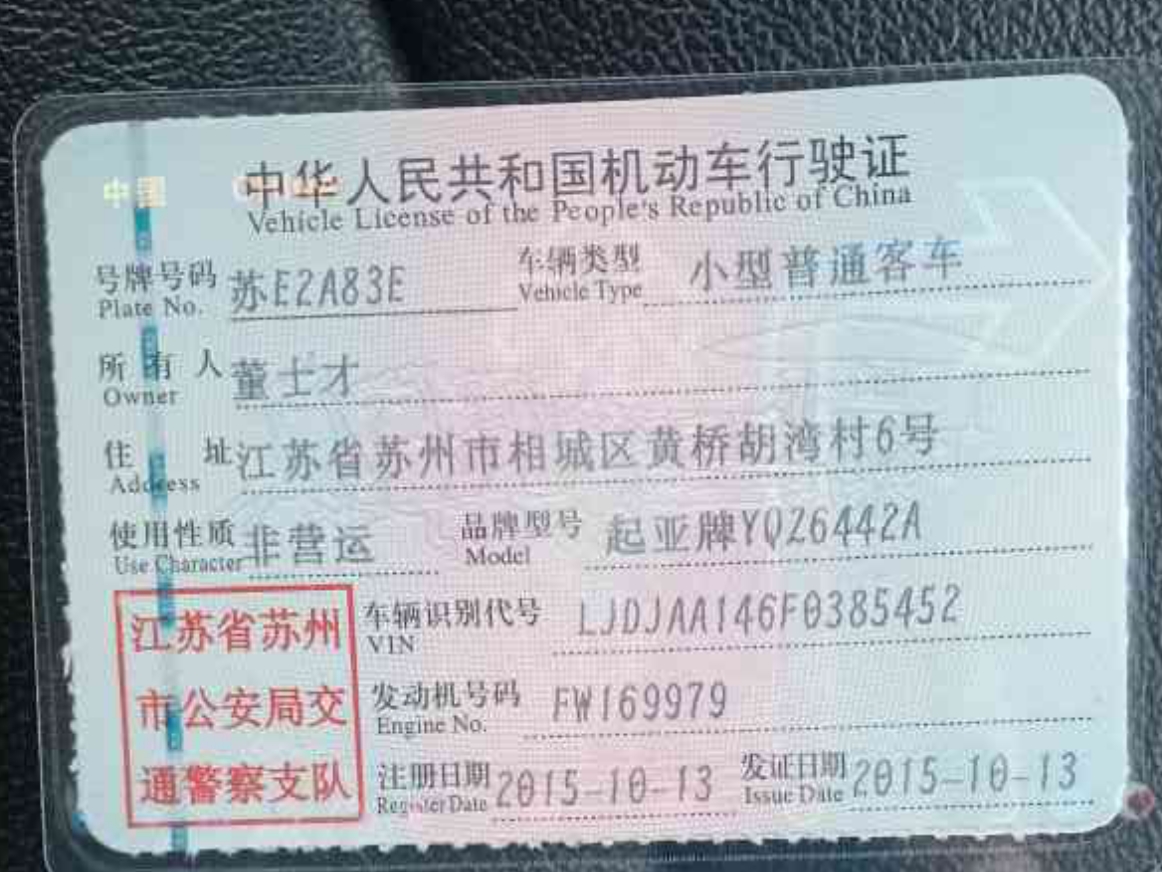 中国
中华人民共和国机动车行驶证
Vehicle License of the People's Republic of China
号牌号码 苏E2A83E 车辆类型 小型普通客车
Plate No. Vehicle Type
所有人 董士才
Owner
住址 江苏省苏州市相城区黄桥胡湾村6号
Address
使用性质 非营运 品牌型号 起亚牌YQZ6442A
Use Character Model
江苏省苏州 车辆识别代号 LJDJAA146F0385452
VIN
市公安局交 发动机号码 FW169979
Engine No.
通警察支队 注册日期 2015-10-13 发证日期 2015-10-13
Register Date Issue Date